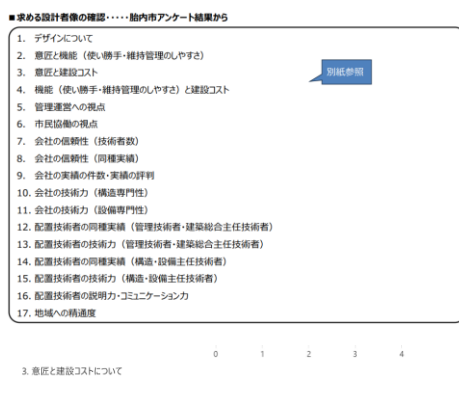 ■求める設計者像の確認・・・・・胎内市アンケート結果から
1. デザインについて
2. 意匠と機能（使い勝手・維持管理のしやすさ）
3. 意匠と建設コスト
4. 機能（使い勝手・維持管理のしやすさ）と建設コスト
別紙参照
5. 管理運営への視点
6. 市民協働の視点
7. 会社の信頼性（技術者数）
8. 会社の信頼性（同種実績）
9. 会社の実績の件数・実績の評判
10. 会社の技術力（構造専門性）
11. 会社の技術力（設備専門性）
12. 配置技術者の同種実績（管理技術者・建築総合主任技術者）
13. 配置技術者の技術力（管理技術者・建築総合主任技術者）
14. 配置技術者の同種実績（構造・設備主任技術者）
15. 配置技術者の技術力（構造・設備主任技術者）
16. 配置技術者の説明力・コミュニケーション力
17. 地域への精通度
0 1 2 3 4
3. 意匠と建設コストについて